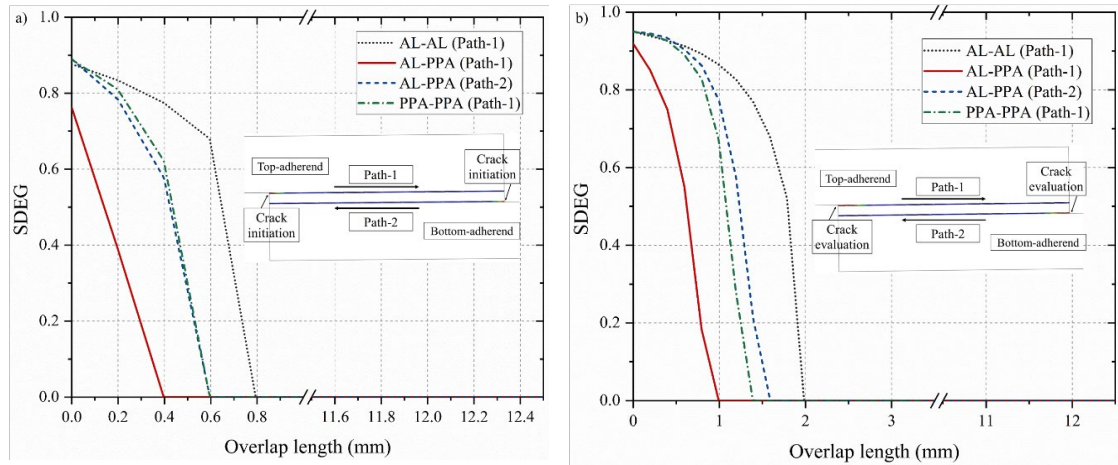 a)
1.0
0.8
0.6
0.4
0.2
0.0
SDEG
AL-AL (Path-1)
AL-PPA (Path-1)
AL-PPA (Path-2)
PPA-PPA (Path-1)
Top-adherend
Path-1
Crack
initiation
Crack
initiation
Path-2
Bottom-adherend
0.0 0.2 0.4 0.6 0.8 11.6 11.8 12.0 12.2 12.4
Overlap length (mm)
b)
1.0
0.8
0.6
0.4
0.2
0.0
SDEG
AL-AL (Path-1)
AL-PPA (Path-1)
AL-PPA (Path-2)
PPA-PPA (Path-1)
Top-adherend
Path-1
Crack
evaluation
Crack
evaluation
Path-2
Bottom-adherend
0 1 2 3 11 12
Overlap length (mm)